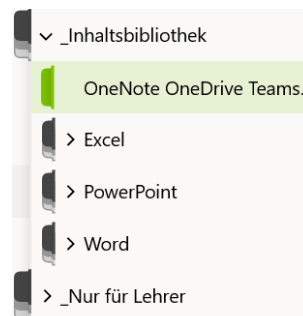 _Inhaltsbibliothek
OneNote OneDrive Teams.
Excel
PowerPoint
Word
_Nur für Lehrer